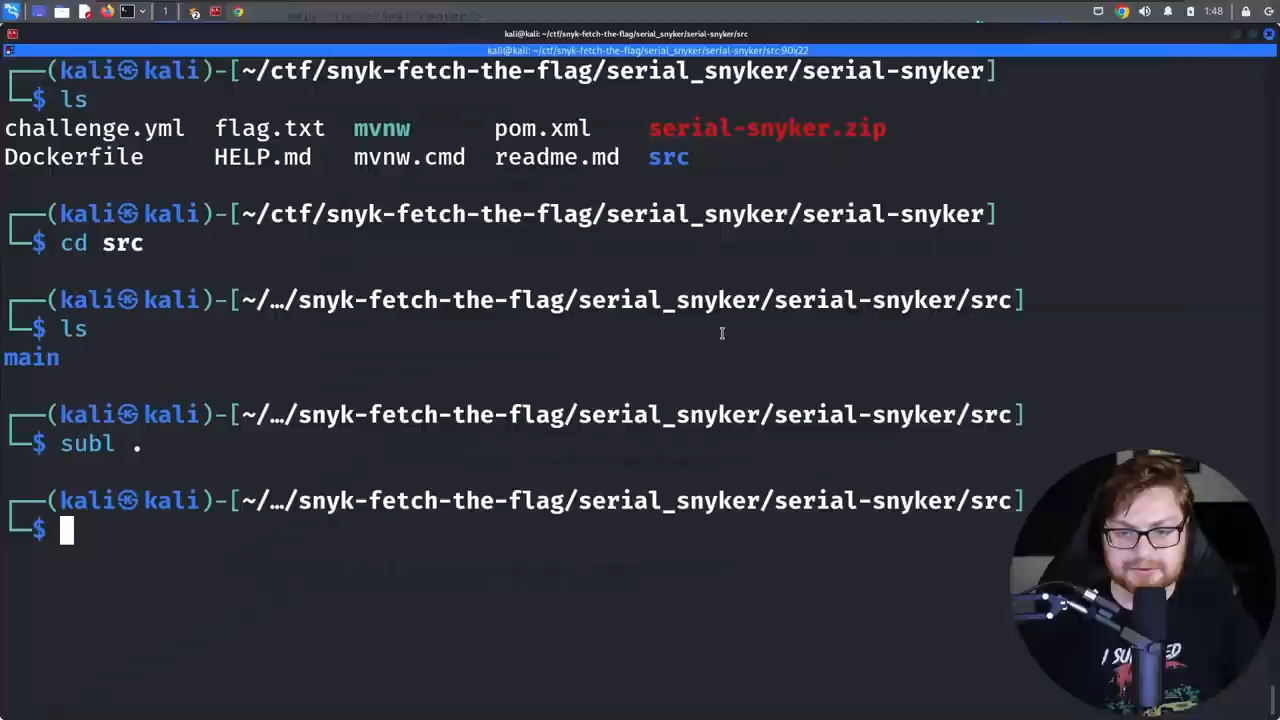 1
2
1:48
kali@kali: ~/ctf/snyk-fetch-the-flag/serial_snyker/serial-snyker/src
kali@kali: ~/ctf/snyk-fetch-the-flag/serial_snyker/serial-snyker/src 90x22
┌──(kali㉿kali)-[~/ctf/snyk-fetch-the-flag/serial_snyker/serial-snyker]
└─$ ls
challenge.yml flag.txt mvnw pom.xml serial-snyker.zip
Dockerfile HELP.md mvnw.cmd readme.md src
┌──(kali㉿kali)-[~/ctf/snyk-fetch-the-flag/serial_snyker/serial-snyker]
└─$ cd src
┌──(kali㉿kali)-[~/…/snyk-fetch-the-flag/serial_snyker/serial-snyker/src]
└─$ ls
main
┌──(kali㉿kali)-[~/…/snyk-fetch-the-flag/serial_snyker/serial-snyker/src]
└─$ subl .
┌──(kali㉿kali)-[~/…/snyk-fetch-the-flag/serial_snyker/serial-snyker/src]
└─$